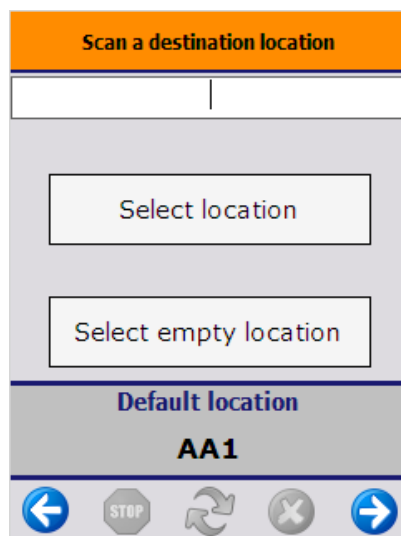 Scan a destination location
Select location
Select empty location
Default location
AA1
STOP